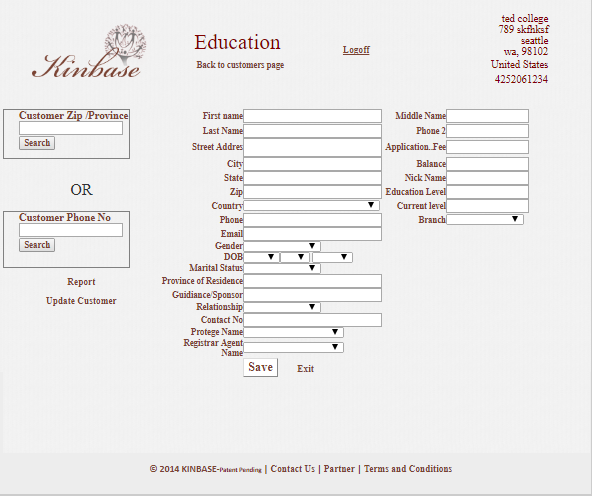 Kinbase
Education
Logoff
Back to customers page
ted college
789 skfhksf
seattle
wa, 98102
United States
4252061234
Customer Zip /Province
Search
OR
Customer Phone No
Search
Report
Update Customer
First name
Last Name
Street Addres
City
State
Zip
Country
Phone
Email
Gender
DOB
Marital Status
Province of Residence
Guidiance/Sponsor
Relationship
Contact No
Protege Name
Registrar Agent
Name
Middle Name
Phone 2
Application..Fee
Balance
Nick Name
Education Level
Current level
Branch
Save
Exit
© 2014 KINBASE-Patent Pending | Contact Us | Partner | Terms and Conditions